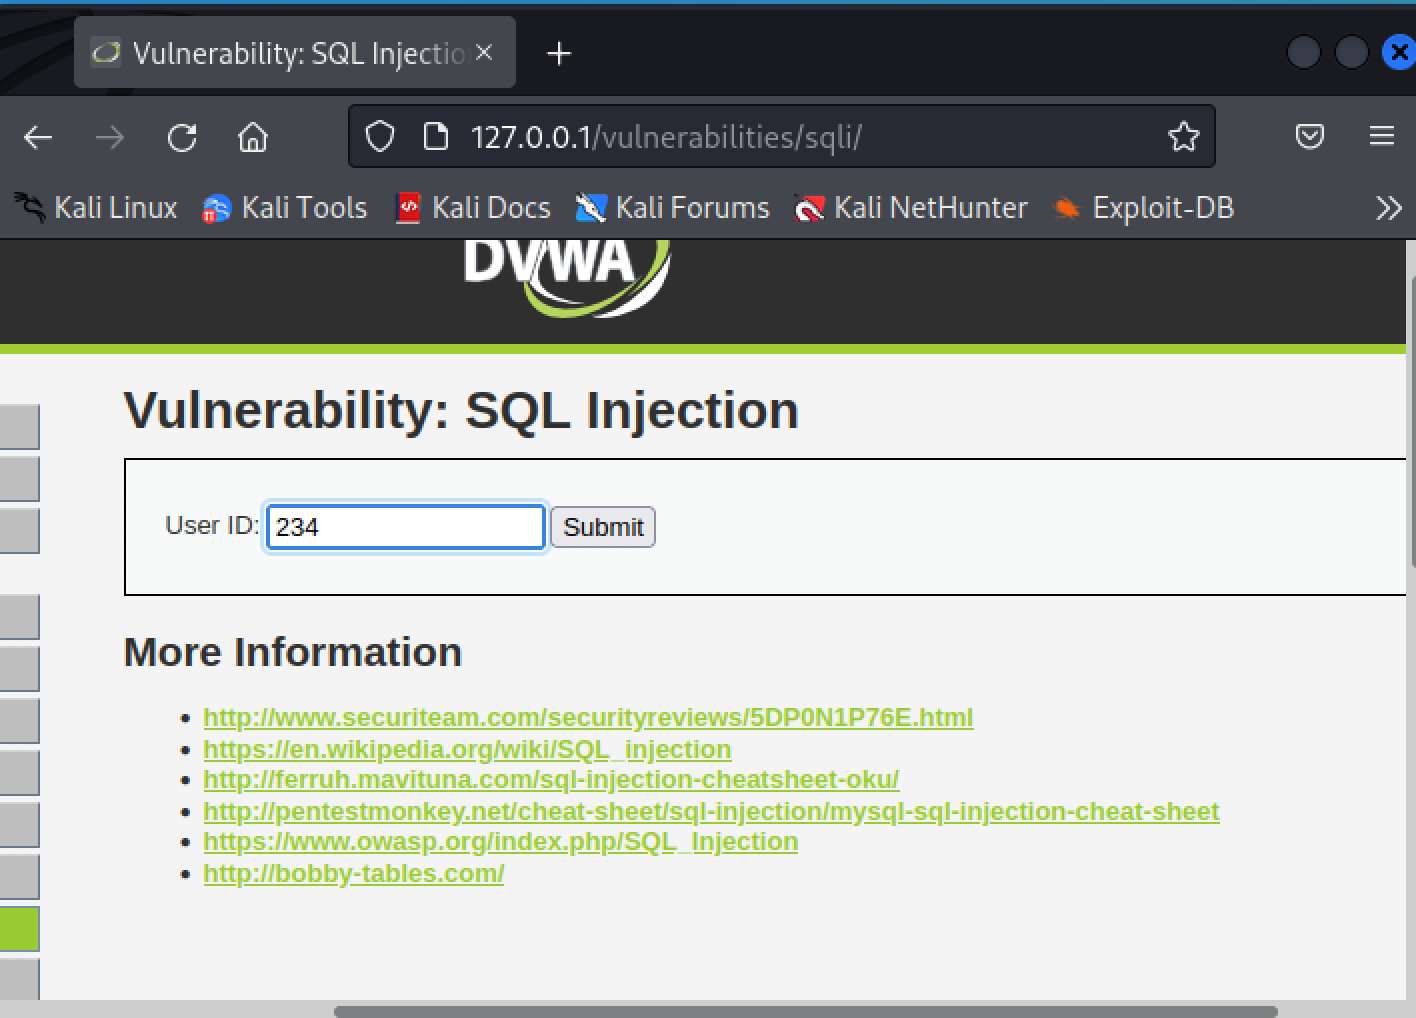 Vulnerability: SQL Injectio
127.0.0.1/vulnerabilities/sqli/
Kali Linux Kali Tools Kali Docs Kali Forums Kali NetHunter Exploit-DB
DVWA
Vulnerability: SQL Injection
User ID: 234 Submit
More Information
http://www.securiteam.com/securityreviews/5DP0N1P76E.html
https://en.wikipedia.org/wiki/SQL_injection
http://ferruh.mavituna.com/sql-injection-cheatsheet-oku/
http://pentestmonkey.net/cheat-sheet/sql-injection/mysql-sql-injection-cheat-sheet
https://www.owasp.org/index.php/SQL_Injection
http://bobby-tables.com/